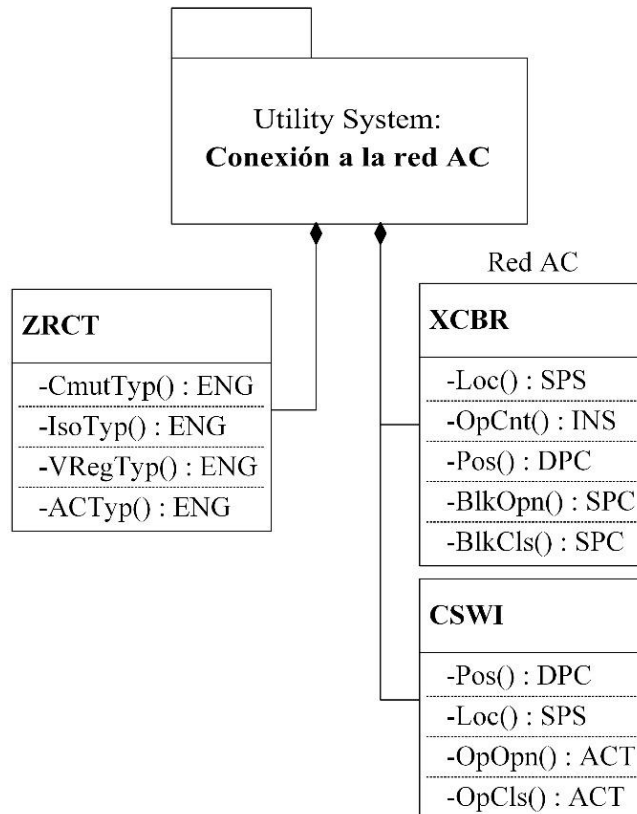 Utility System:
Conexión a la red AC
ZRCT
-CmutTyp() : ENG
-IsoTyp() : ENG
-VRegTyp() : ENG
-ACTyp() : ENG
Red AC
XCBR
-Loc() : SPS
-OpCnt() : INS
-Pos() : DPC
-BlkOpn() : SPC
-BlkCls() : SPC
CSWI
-Pos() : DPC
-Loc() : SPS
-OpOpn() : ACT
-OpCls() : ACT